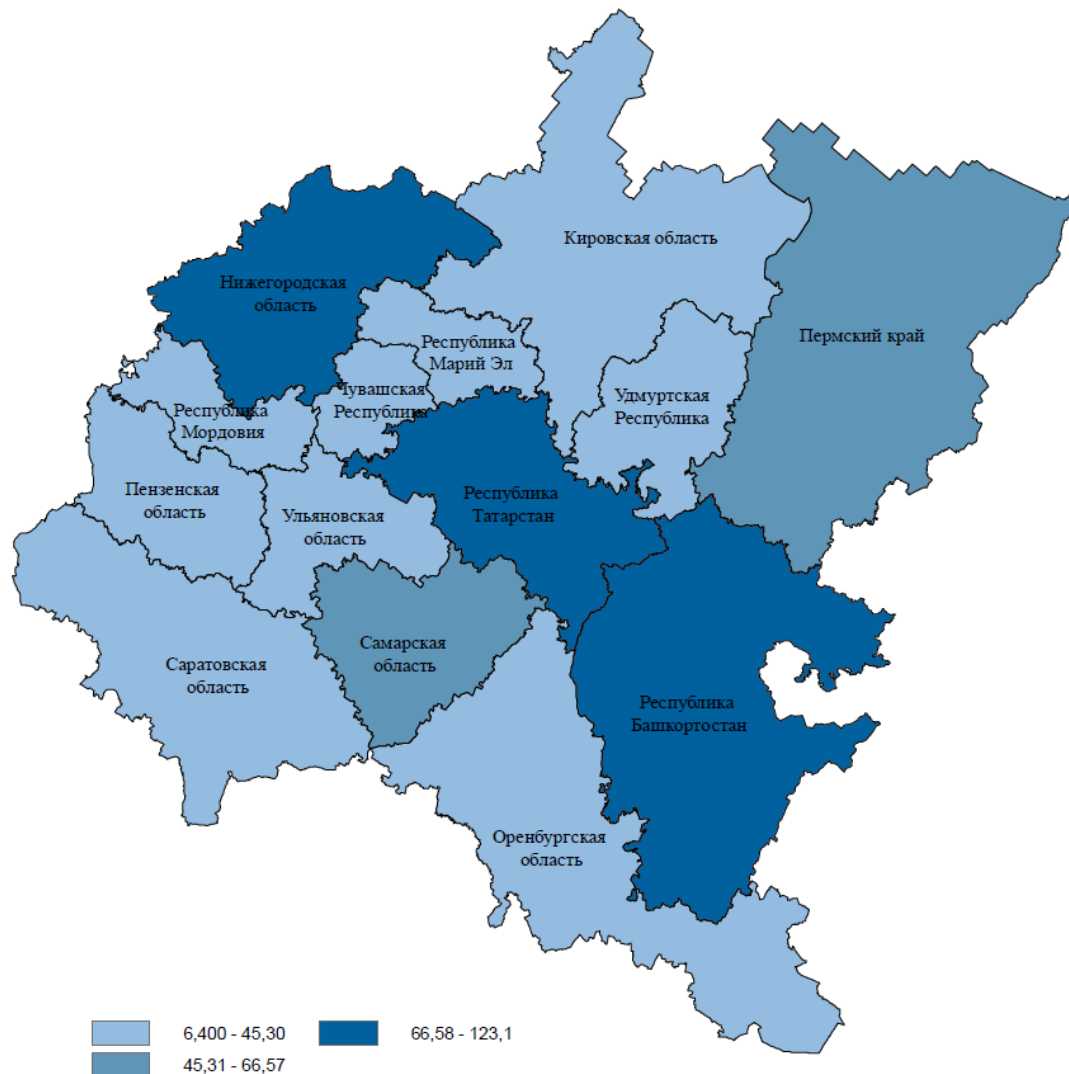 Кировская область
Нижегородская
область
Пермский край
Республика
Марий Эл
Чувашская
Республика
Удмуртская
Республика
Республика
Мордовия
Пензенская
область
Ульяновская
область
Республика
Татарстан
Самарская
область
Саратовская
область
Республика
Башкортостан
Оренбургская
область
6,400 - 45,30
66,58 - 123,1
45,31 - 66,57